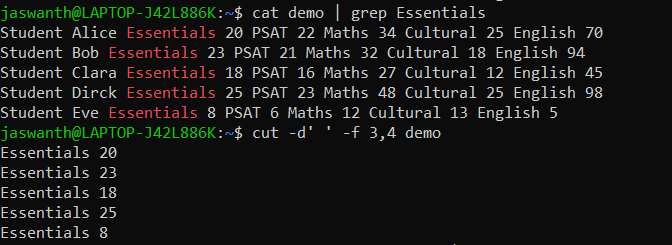 jaswanth@LAPTOP-J42L886K:~$ cat demo | grep Essentials
Student Alice Essentials 20 PSAT 22 Maths 34 Cultural 25 English 70
Student Bob Essentials 23 PSAT 21 Maths 32 Cultural 18 English 94
Student Clara Essentials 18 PSAT 16 Maths 27 Cultural 12 English 45
Student Dirck Essentials 25 PSAT 23 Maths 48 Cultural 25 English 98
Student Eve Essentials 8 PSAT 6 Maths 12 Cultural 13 English 5
jaswanth@LAPTOP-J42L886K:~$ cut -d' ' -f 3,4 demo
Essentials 20
Essentials 23
Essentials 18
Essentials 25
Essentials 8